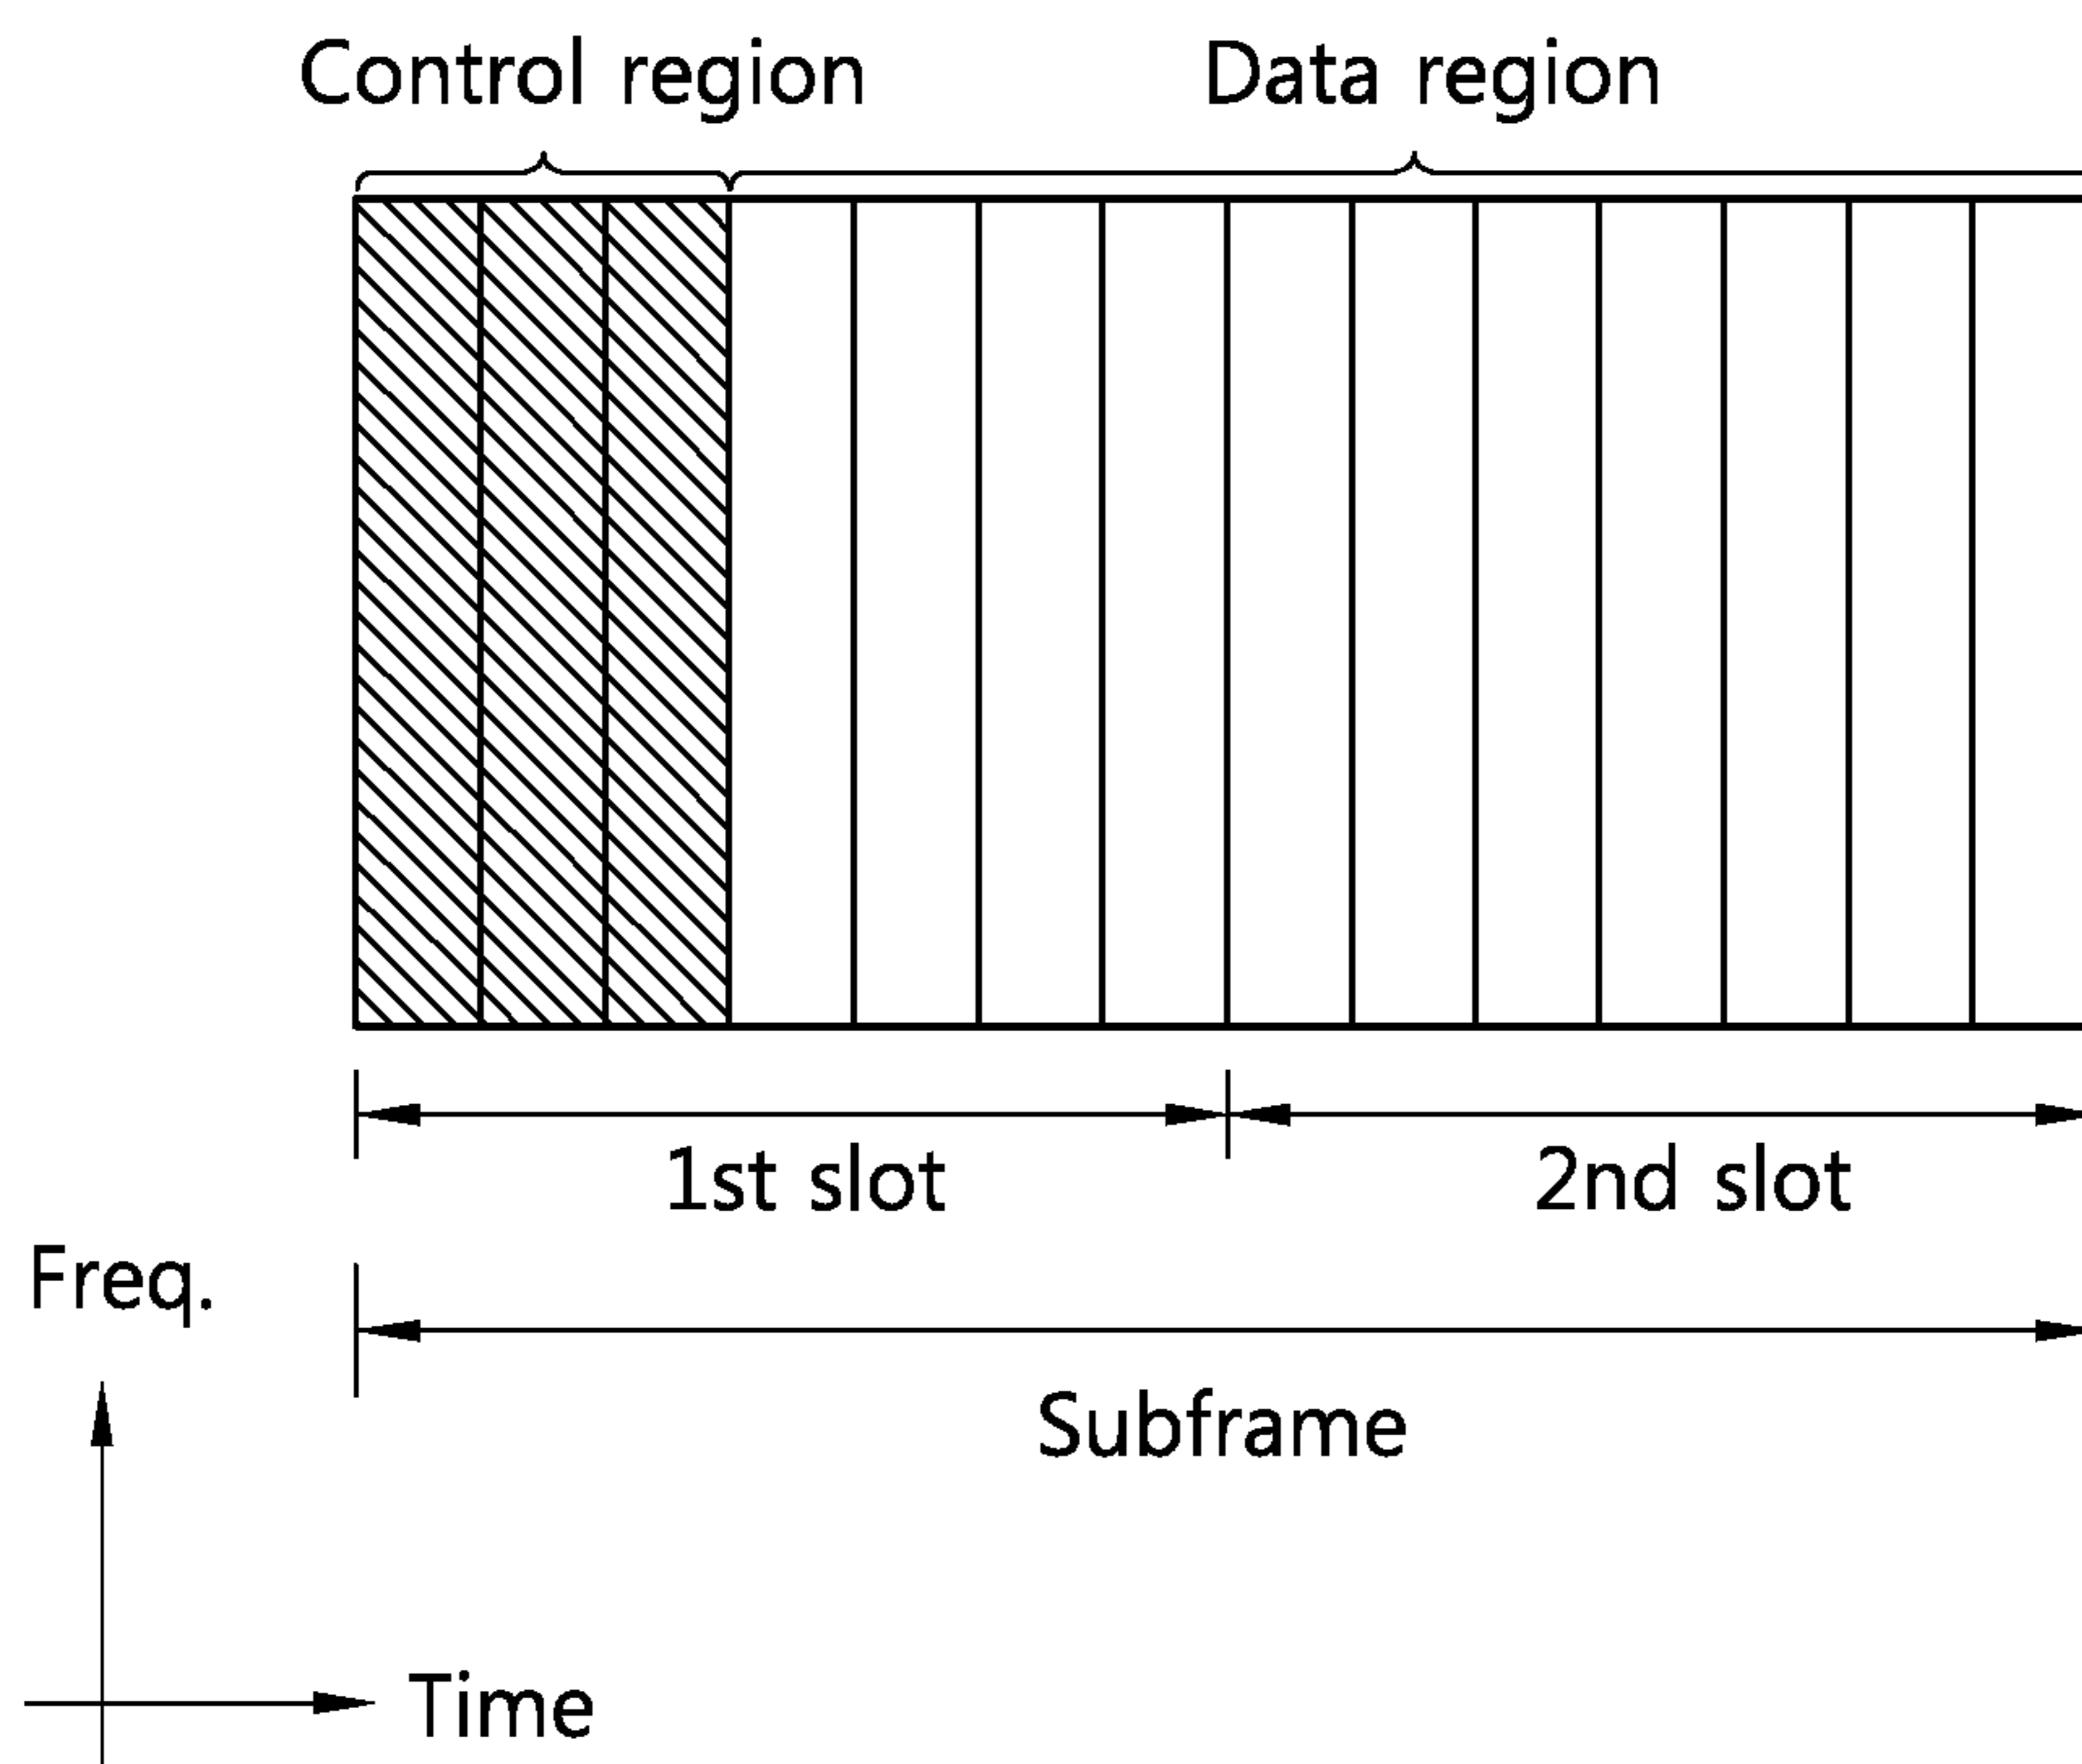 Control region
Data region
1st slot
2nd slot
Freq.
Subframe
Time